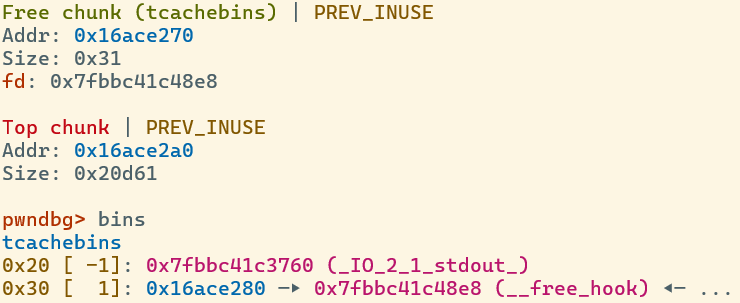 Free chunk (tcachebins) | PREV_INUSE
Addr: 0x16ace270
Size: 0x31
fd: 0x7fbbc41c48e8
Top chunk | PREV_INUSE
Addr: 0x16ace2a0
Size: 0x20d61
pwndbg> bins
tcachebins
0x20 [ -1]: 0x7fbbc41c3760 (_IO_2_1_stdout_)
0x30 [  1]: 0x16ace280 —▸ 0x7fbbc41c48e8 (__free_hook) ◂— ...